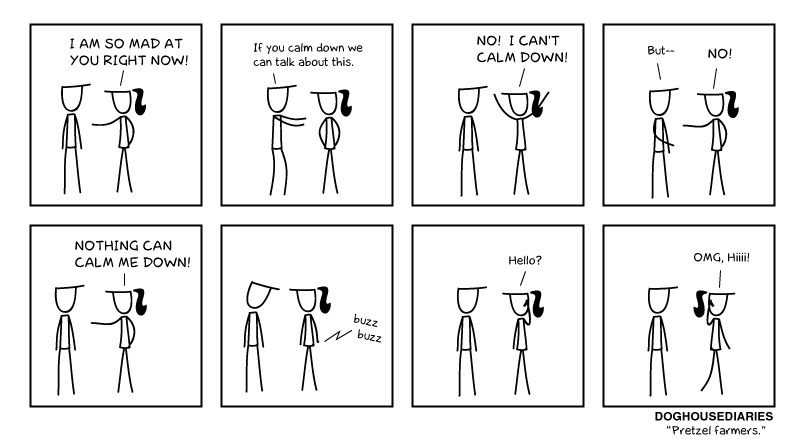 I AM SO MAD AT
YOU RIGHT NOW!
If you calm down we
can talk about this.
NO! I CAN'T
CALM DOWN!
But--
NO!
NOTHING CAN
CALM ME DOWN!
buzz
buzz
Hello?
OMG, Hiiii!
DOGHOUSEDIARIES
"Pretzel farmers."